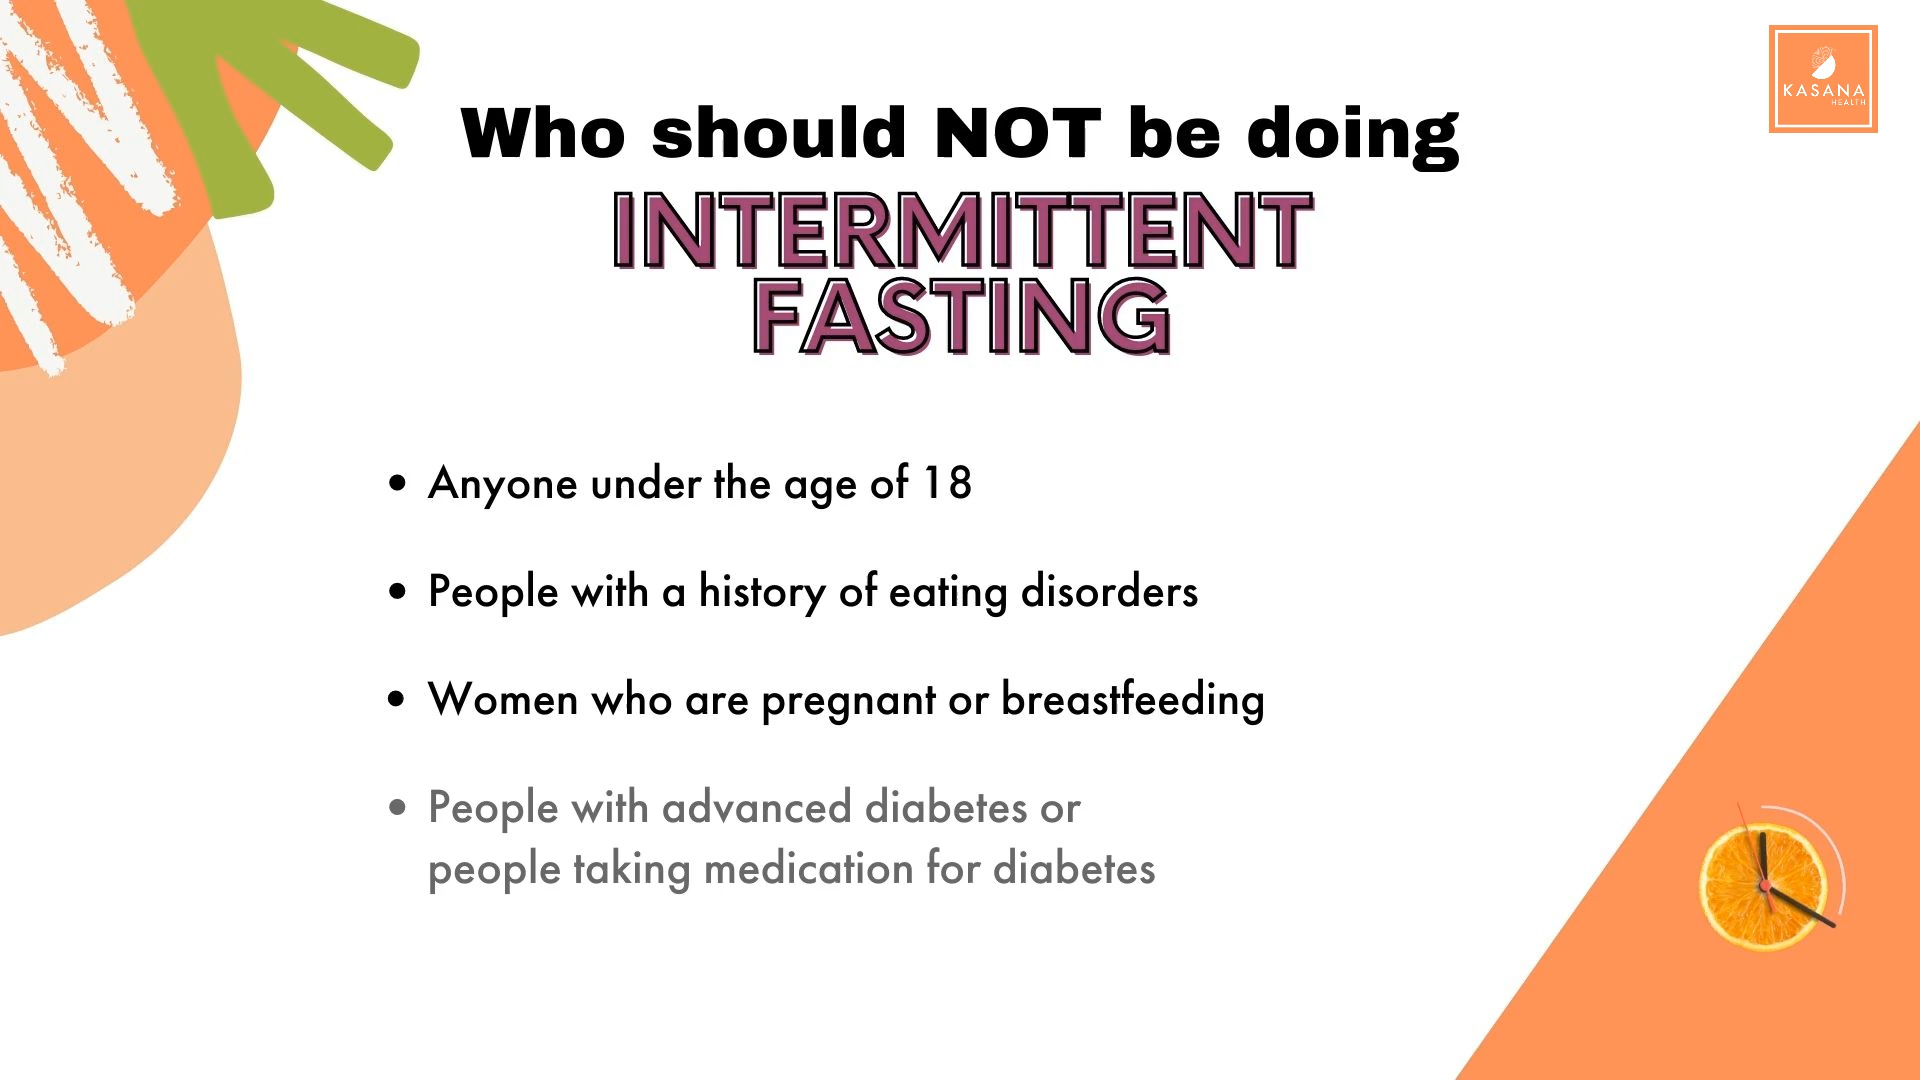 KASANA
HEALTH
Who should NOT be doing
INTERMITTENT
FASTING
• Anyone under the age of 18
• People with a history of eating disorders
• Women who are pregnant or breastfeeding
• People with advanced diabetes or
people taking medication for diabetes